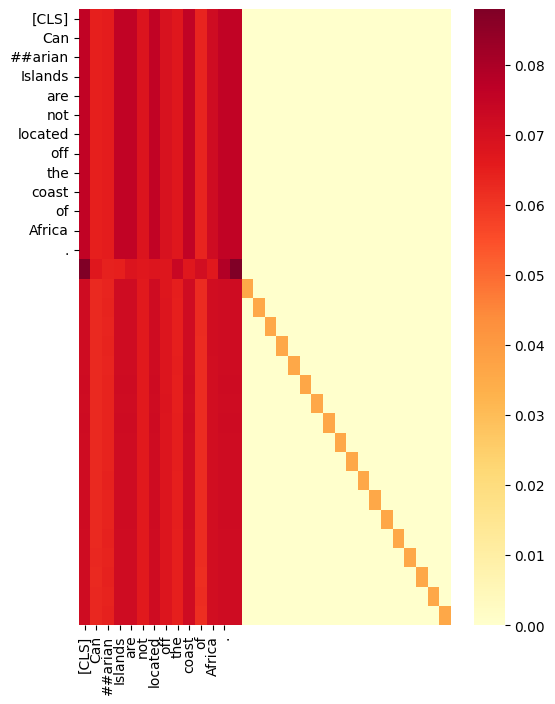 [CLS]
Can
##arian
Islands
are
not
located
off
the
coast
of
Africa
.
0.08
0.07
0.06
0.05
0.04
0.03
0.02
0.01
0.00
[CLS]
Can
##arian
Islands
are
not
located
off
the
coast
of
Africa
.